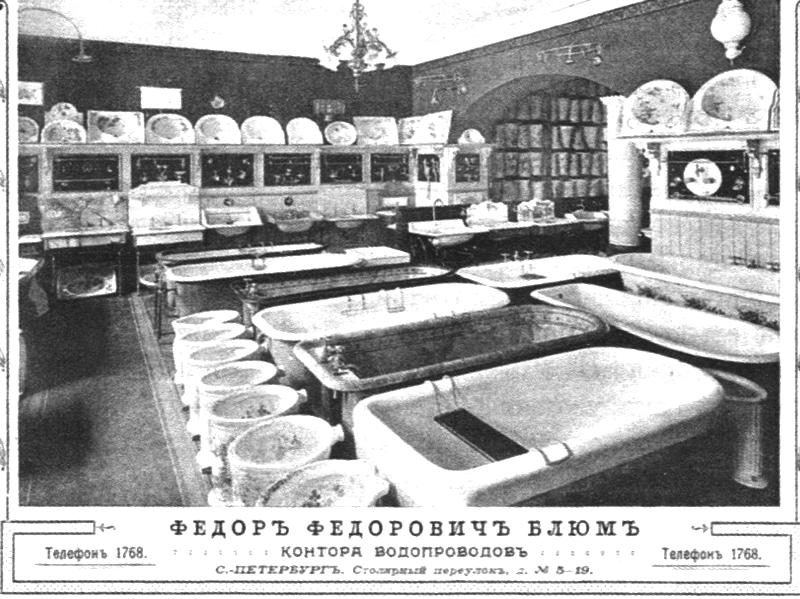 ФЕДОРЪ ФЕДОРОВИЧЪ БЛЮМЪ
Телефонъ 1768. КОНТОРА ВОДОПРОВОДОВЪ Телефонъ 1768.
С.-ПЕТЕРБУРГЪ. Столярный переулокъ, д. № 5–19.